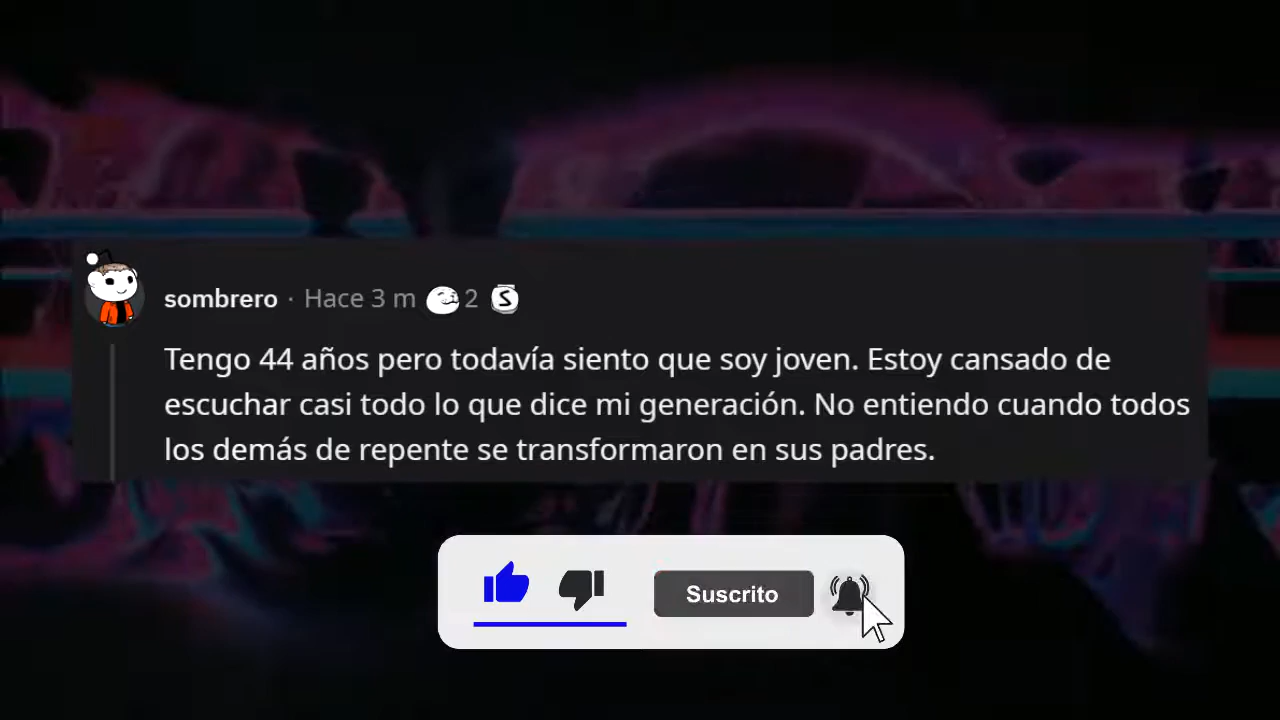 sombrero · Hace 3 m 2 S
Tengo 44 años pero todavía siento que soy joven. Estoy cansado de
escuchar casi todo lo que dice mi generación. No entiendo cuando todos
los demás de repente se transformaron en sus padres.
Suscrito